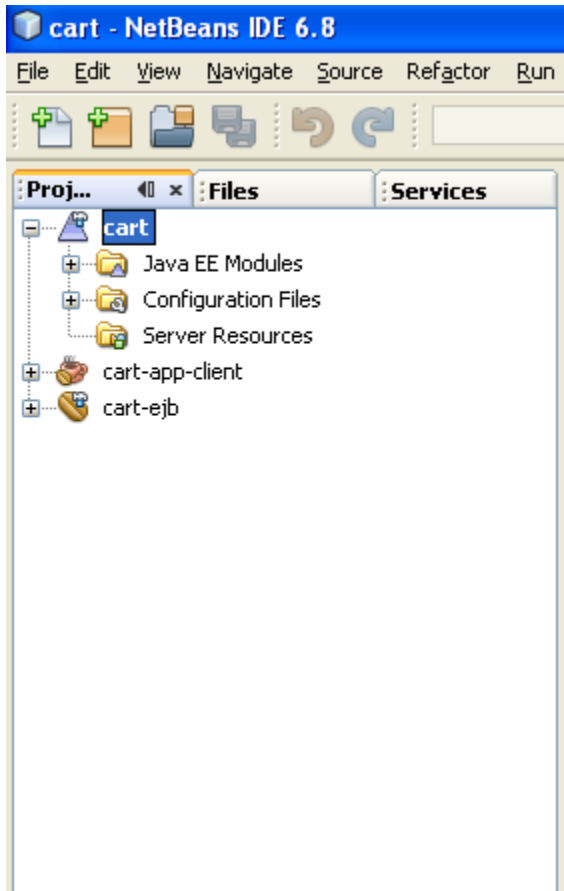 cart - NetBeans IDE 6.8
File Edit View Navigate Source Refactor Run
Proj... Files Services
cart
Java EE Modules
Configuration Files
Server Resources
cart-app-client
cart-ejb